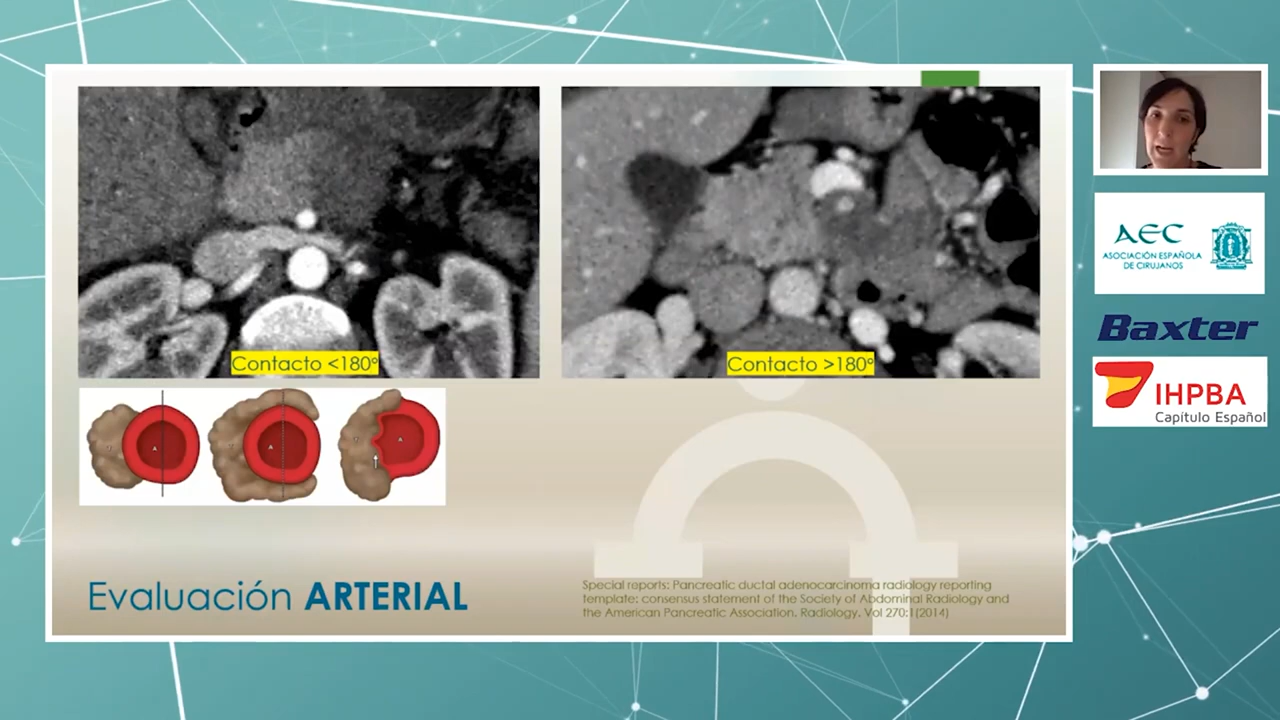 Contacto <180°
Contacto >180°
Evaluación ARTERIAL
Special reports: Pancreatic ductal adenocarcinoma radiology reporting
template: consensus statement of the Society of Abdominal Radiology and
the American Pancreatic Association. Radiology. Vol 270:1(2014)
AEC
ASOCIACIÓN ESPAÑOLA
DE CIRUJANOS
Baxter
IHPBA
Capítulo Español